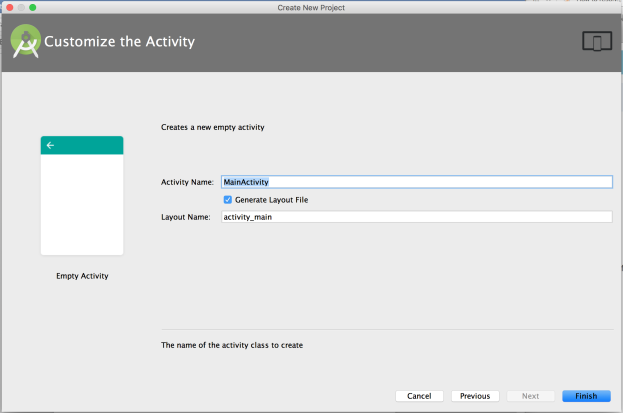 Create New Project
Customize the Activity
Creates a new empty activity
Activity Name: MainActivity
Generate Layout File
Layout Name: activity_main
Empty Activity
The name of the activity class to create
Cancel Previous Next Finish